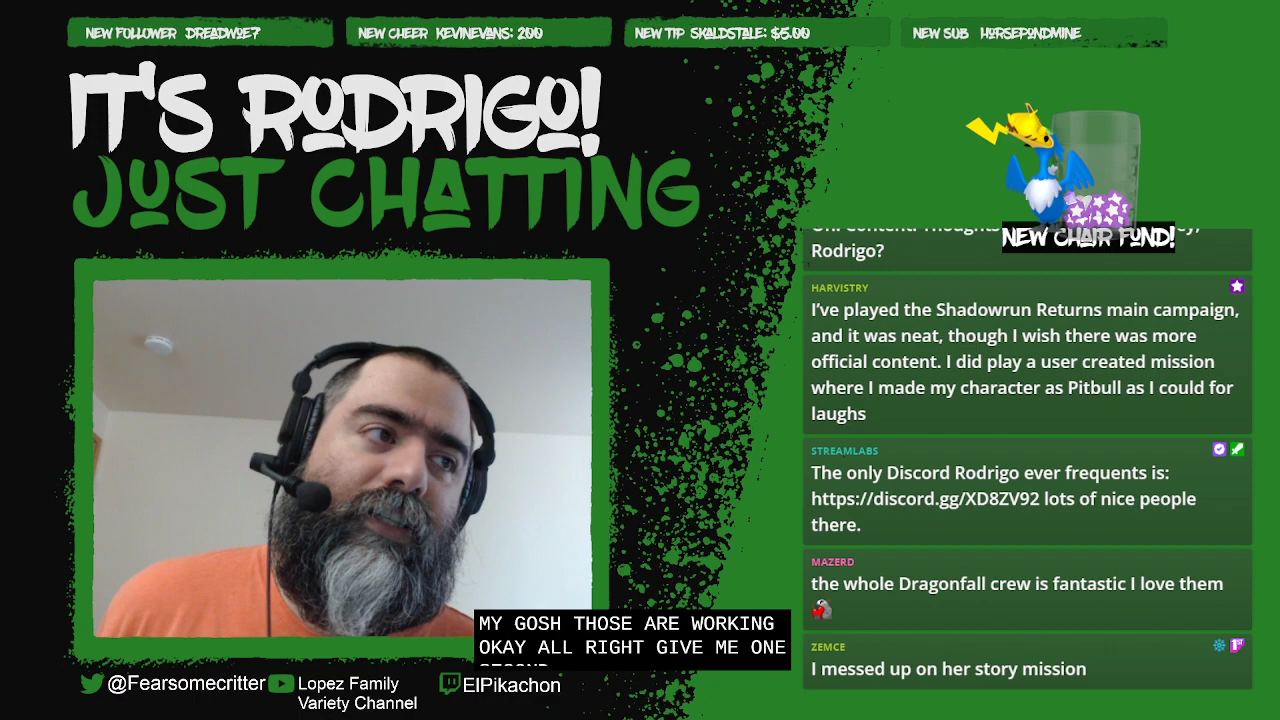 NEW FOLLOWER DREADWOE7
NEW CHEER KEVINEVANS: 200
NEW TIP SKALDSTALE: $5.00
NEW SUB HORSEPONDMINE
IT'S RODRIGO!
JUST CHATTING
NEW CHAIR FUND!
Rodrigo?
HARVISTRY
I've played the Shadowrun Returns main campaign,
and it was neat, though I wish there was more
official content. I did play a user created mission
where I made my character as Pitbull as I could for
laughs
STREAMLABS
The only Discord Rodrigo ever frequents is:
https://discord.gg/XD8ZV92 lots of nice people
there.
MAZERD
the whole Dragonfall crew is fantastic I love them
ZEMCE
I messed up on her story mission
MY GOSH THOSE ARE WORKING
OKAY ALL RIGHT GIVE ME ONE
@Fearsomecritter
Lopez Family
Variety Channel
ElPikachon